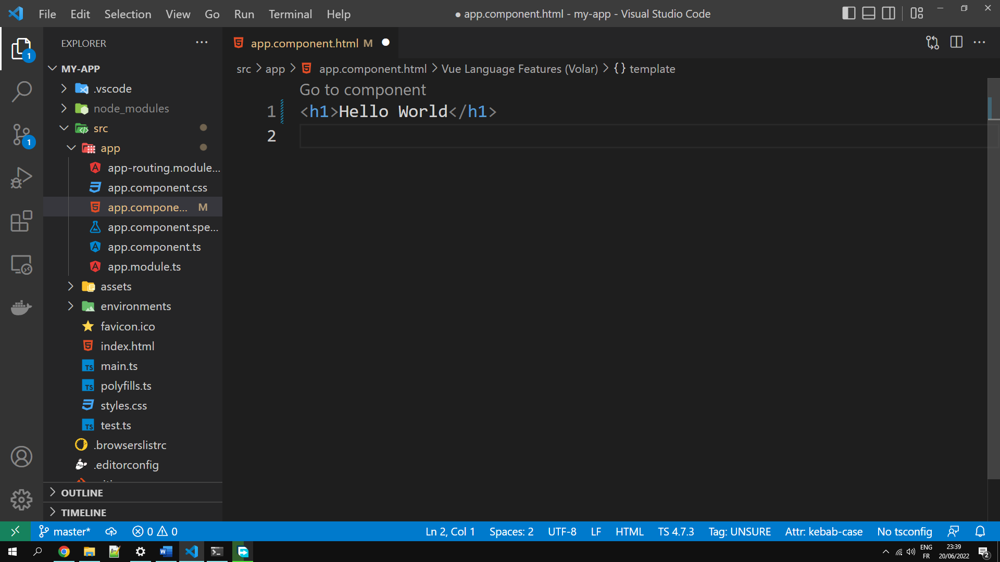 File Edit Selection View Go Run Terminal Help
● app.component.html - my-app - Visual Studio Code
EXPLORER
MY-APP
.vscode
node_modules
src
app
app-routing.module...
app.component.css
app.compone... M
app.component.spe...
app.component.ts
app.module.ts
assets
environments
favicon.ico
index.html
TS main.ts
TS polyfills.ts
styles.css
TS test.ts
.browserslistrc
.editorconfig
OUTLINE
TIMELINE
1
1
app.component.html M
src > app > app.component.html > Vue Language Features (Volar) > {} template
Go to component
1 <h1>Hello World</h1>
2
master* 0 0 Ln 2, Col 1 Spaces: 2 UTF-8 LF HTML TS 4.7.3 Tag: UNSURE Attr: kebab-case No tsconfig
ENG
FR
23:39
20/06/2022
2